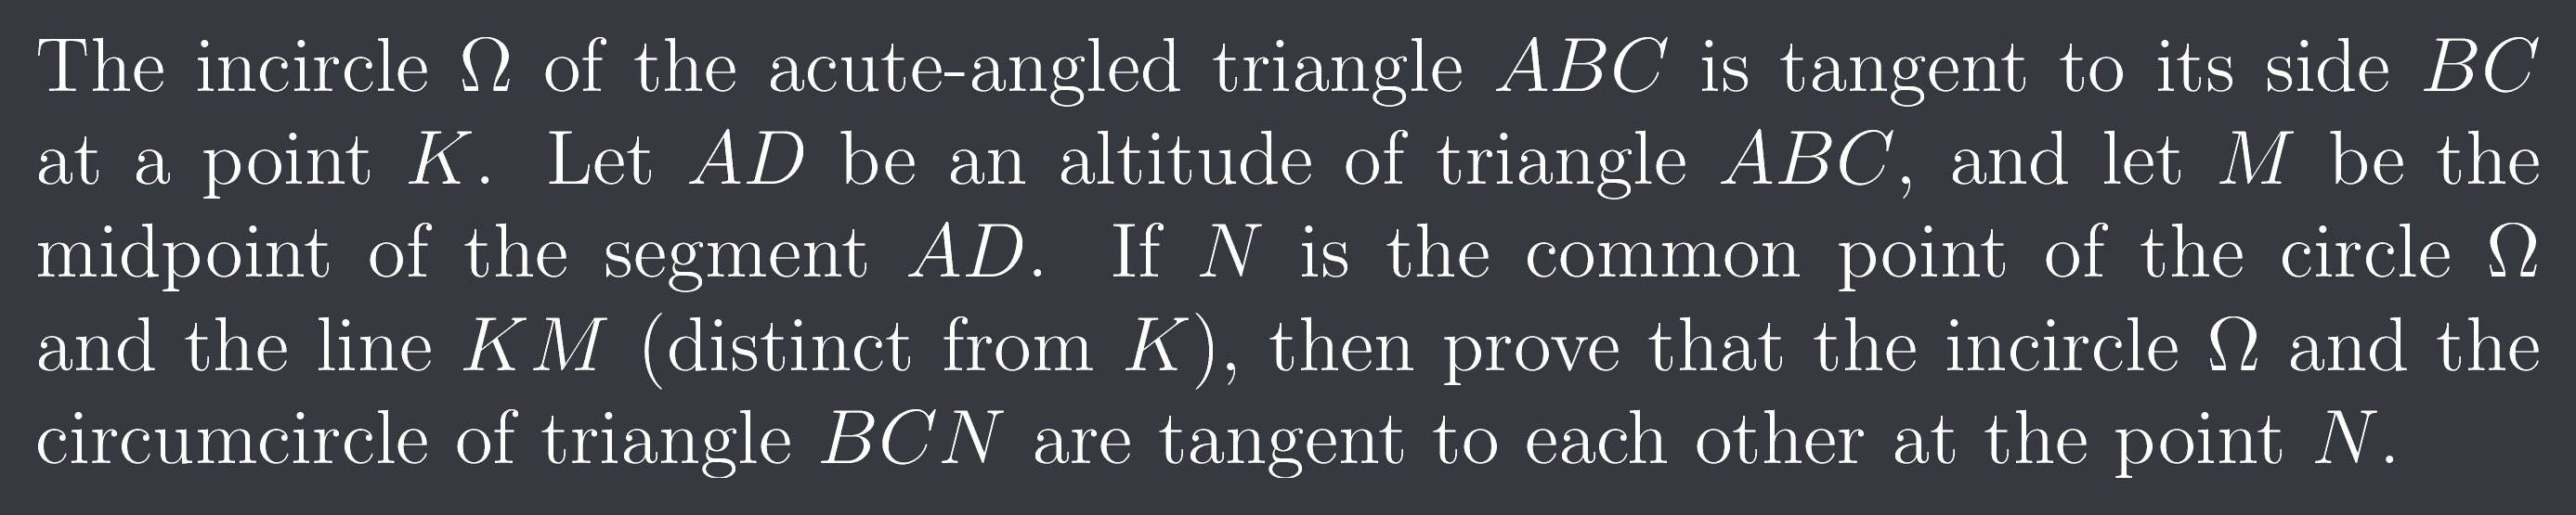 The incircle Ω of the acute-angled triangle ABC is tangent to its side BC
at a point K. Let AD be an altitude of triangle ABC, and let M be the
midpoint of the segment AD. If N is the common point of the circle Ω
and the line KM (distinct from K), then prove that the incircle Ω and the
circumcircle of triangle BCN are tangent to each other at the point N.